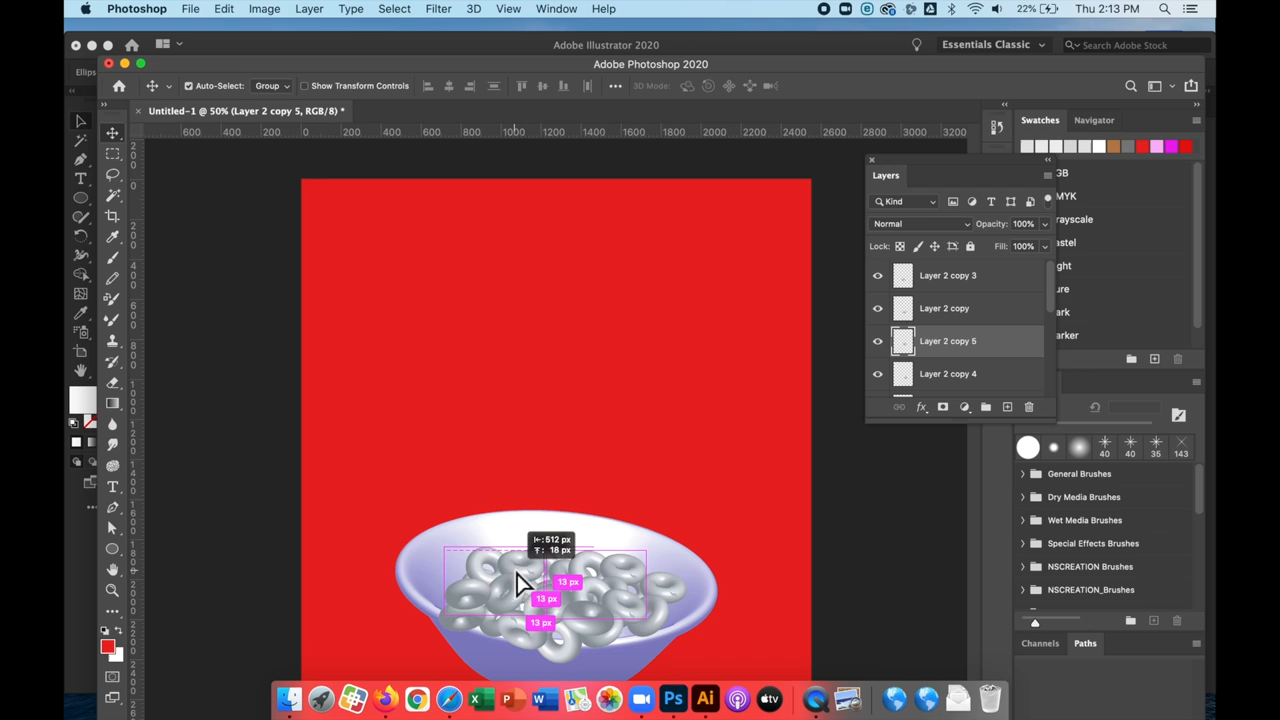 Photoshop File Edit Image Layer Type Select Filter 3D View Window Help 22% Thu 2:13 PM
Adobe Illustrator 2020 Essentials Classic Search Adobe Stock
Adobe Photoshop 2020
Ellips
Auto-Select: Group Show Transform Controls 3D Mode:
Untitled-1 @ 50% (Layer 2 copy 5, RGB/8) *
600 400 200 0 200 400 600 800 1000 1200 1400 1600 1800 2000 2200 2400 2600 2800 3000 3200
Swatches Navigator
Layers
GB
Kind
MYK
Normal Opacity: 100%
rayscale
Lock: Fill: 100%
astel
ght
Layer 2 copy 3
ure
Layer 2 copy
ark
Layer 2 copy 5
arker
Layer 2 copy 4
fx
40 40 35 143
General Brushes
Dry Media Brushes
Wet Media Brushes
Special Effects Brushes
NSCREATION Brushes
NSCREATION_Brushes
512 px
18 px
13 px
13 px
13 px
Channels Paths